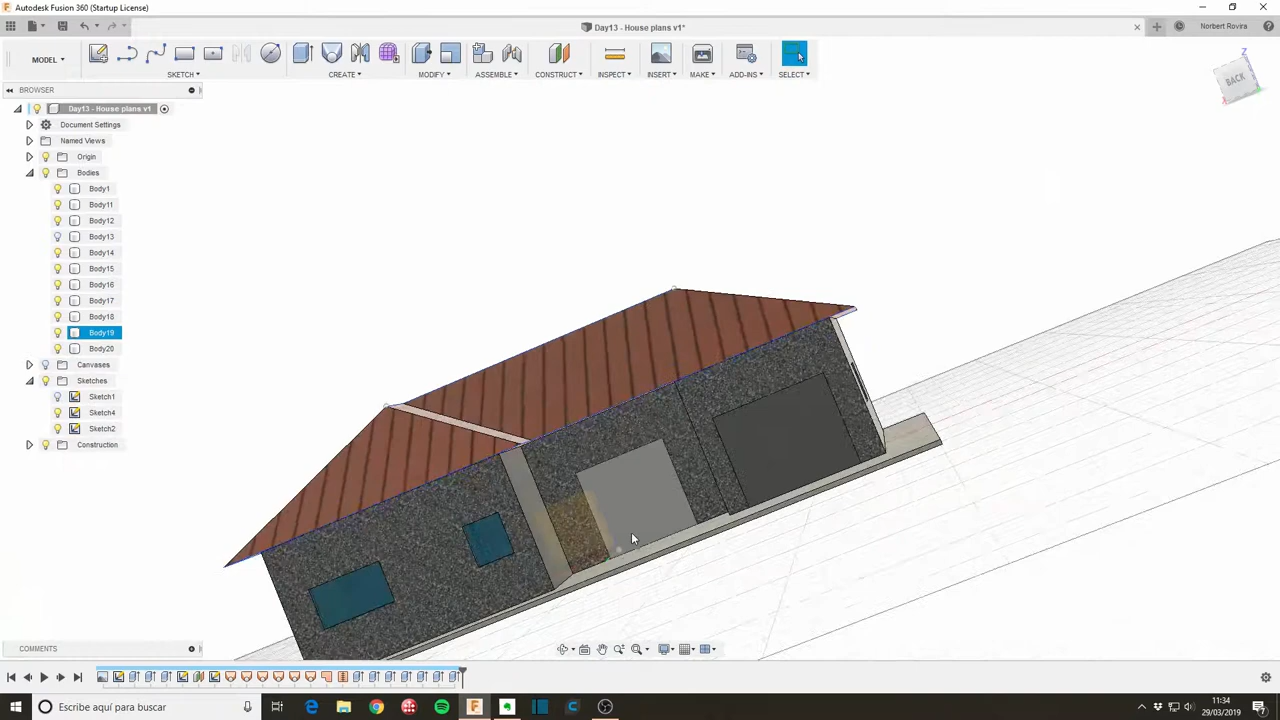 Autodesk Fusion 360 (Startup License)
Day13 - House plans v1*
Norbert Rovira
MODEL
SKETCH CREATE MODIFY ASSEMBLE CONSTRUCT INSPECT INSERT MAKE ADD-INS SELECT
BROWSER
Day13 - House plans v1
Document Settings
Named Views
Origin
Bodies
Body1
Body11
Body12
Body13
Body14
Body15
Body16
Body17
Body18
Body19
Body20
Canvases
Sketches
Sketch1
Sketch4
Sketch2
Construction
Z
BACK
COMMENTS
Escribe aquí para buscar
11:34
29/03/2019